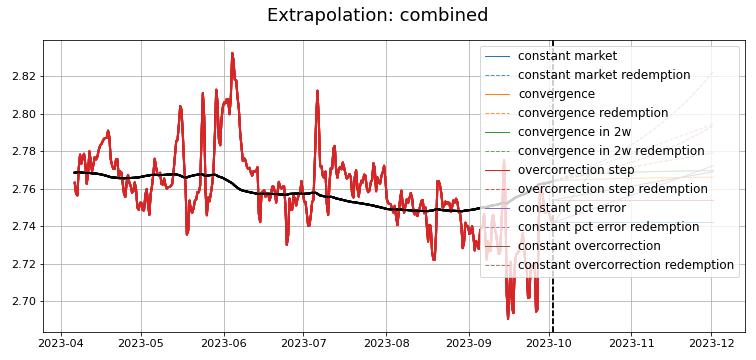 Extrapolation: combined
constant market
constant market redemption
convergence
convergence redemption
convergence in 2w
convergence in 2w redemption
overcorrection step
overcorrection step redemption
constant pct error
constant pct error redemption
constant overcorrection
constant overcorrection redemption
2.82
2.80
2.78
2.76
2.74
2.72
2.70
2023-04 2023-05 2023-06 2023-07 2023-08 2023-09 2023-10 2023-11 2023-12